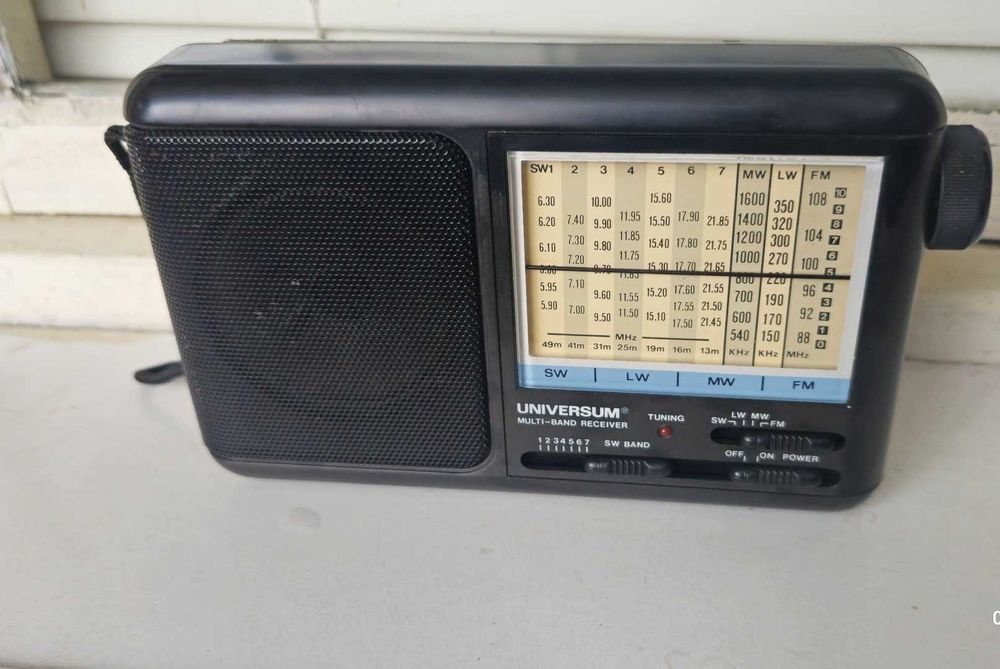 SW1 2 3 4 5 6 7 MW LW FM
6.30 10.00 15.60 1600 350 108 10
6.20 7.40 9.90 11.95 15.50 17.90 21.85 1400 320 9
8
6.10 7.30 9.80 11.85 15.40 17.80 21.75 1200 300 104 7
7.20 11.75 1000 270 100 6
6.00 9.70 11.65 15.30 17.70 21.65 800 220 5
5.95 7.10 9.60 11.55 15.20 17.60 21.55 700 190 96 4
3
5.90 7.00 9.50 11.50 15.10 17.55 21.50 600 170 92 2
17.50 21.45 540 150 88 1
0
MHz
49m 41m 31m 25m 19m 16m 13m KHz KHz MHz
SW LW MW FM
UNIVERSUM®
MULTI-BAND RECEIVER
TUNING
LW MW
SW FM
1 2 3 4 5 6 7 SW BAND
OFF ON POWER